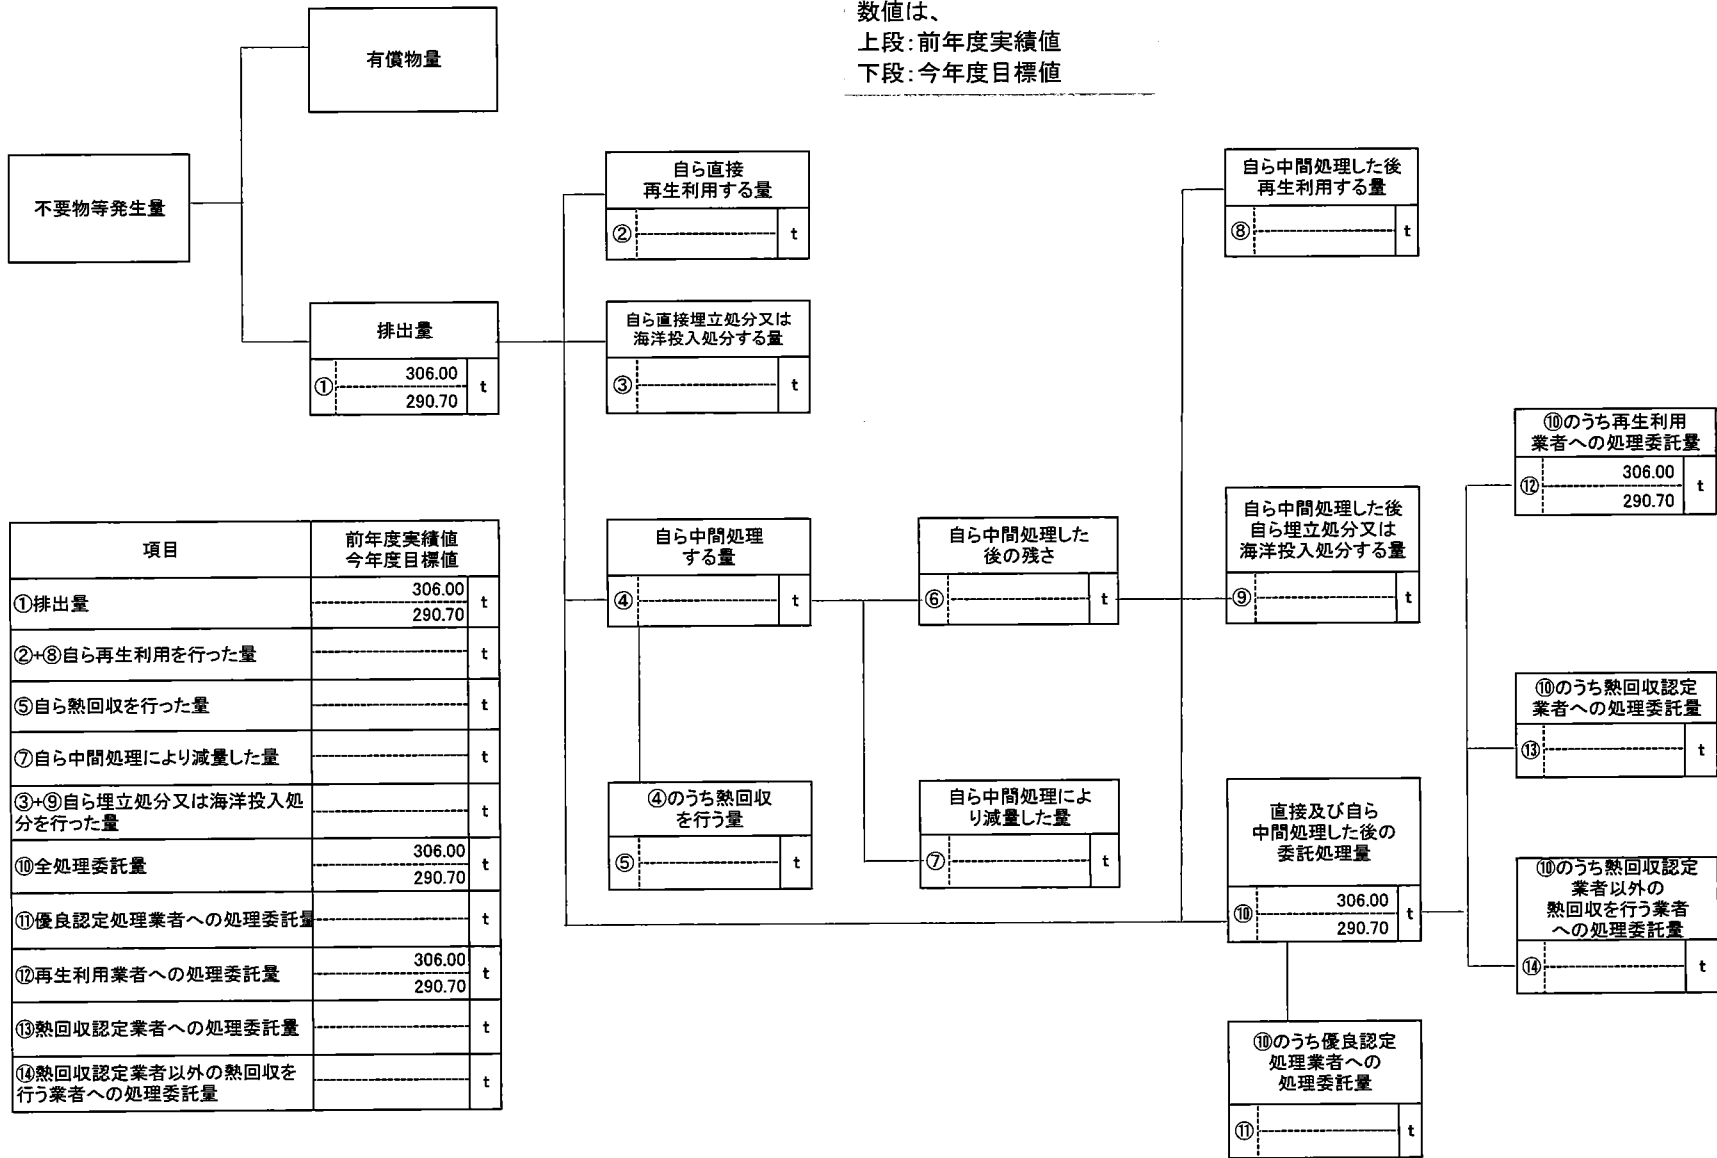 数値は、
上段:前年度実績値
下段:今年度目標値
有償物量
不要物等発生量
排出量
①
306.00
290.70
t
自ら直接
再生利用する量
②
t
自ら直接埋立処分又は
海洋投入処分する量
③
t
自ら中間処理
する量
④
t
④のうち熱回収
を行う量
⑤
t
自ら中間処理した
後の残さ
⑥
t
自ら中間処理によ
り減量した量
⑦
t
自ら中間処理した後
再生利用する量
⑧
t
自ら中間処理した後
自ら埋立処分又は
海洋投入処分する量
⑨
t
直接及び自ら
中間処理した後の
委託処理量
⑩
306.00
290.70
t
⑩のうち優良認定
処理業者への
処理委託量
⑪
t
⑩のうち再生利用
業者への処理委託量
⑫
306.00
290.70
t
⑩のうち熱回収認定
業者への処理委託量
⑬
t
⑩のうち熱回収認定
業者以外の
熱回収を行う業者
への処理委託量
⑭
t
項目
前年度実績値
今年度目標値
①排出量
306.00
290.70
t
②+⑧自ら再生利用を行った量
t
⑤自ら熱回収を行った量
t
⑦自ら中間処理により減量した量
t
③+⑨自ら埋立処分又は海洋投入処
分を行った量
t
⑩全処理委託量
306.00
290.70
t
⑪優良認定処理業者への処理委託量
t
⑫再生利用業者への処理委託量
306.00
290.70
t
⑬熱回収認定業者への処理委託量
t
⑭熱回収認定業者以外の熱回収を
行う業者への処理委託量
t